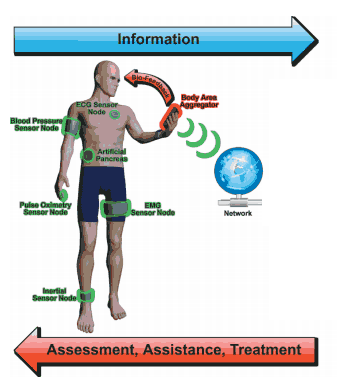 Information
Bio-Feedback
ECG Sensor
Node
Body Area
Aggregator
Blood Pressure
Sensor Node
Artificial
Pancreas
Pulse Oximetry
Sensor Node
EMG
Sensor Node
Network
Inertial
Sensor Node
Assessment, Assistance, Treatment